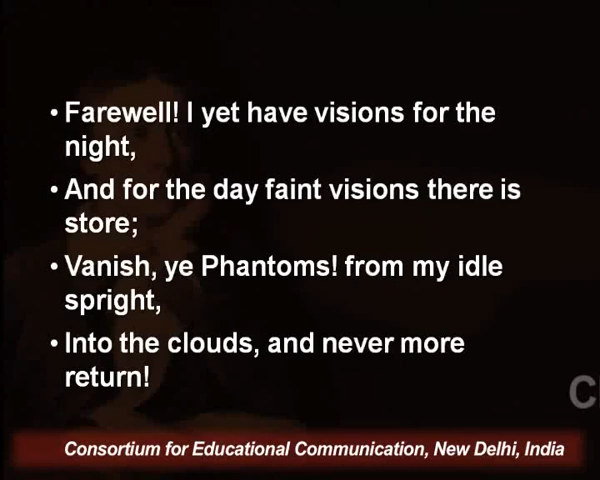 • Farewell! I yet have visions for the
night,
• And for the day faint visions there is
store;
• Vanish, ye Phantoms! from my idle
spright,
• Into the clouds, and never more
return!
Consortium for Educational Communication, New Delhi, India